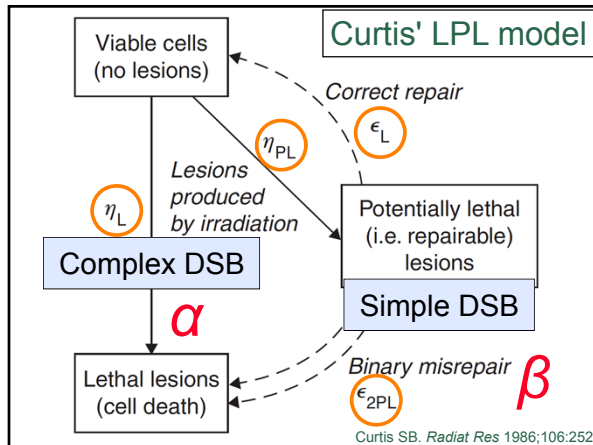 Curtis' LPL model
Viable cells
(no lesions)
Correct repair
ϵL
ηPL
Lesions
produced
by irradiation
ηL
Potentially lethal
(i.e. repairable)
lesions
Complex DSB
Simple DSB
α
Binary misrepair
β
ϵ2PL
Lethal lesions
(cell death)
Curtis SB. Radiat Res 1986;106:252